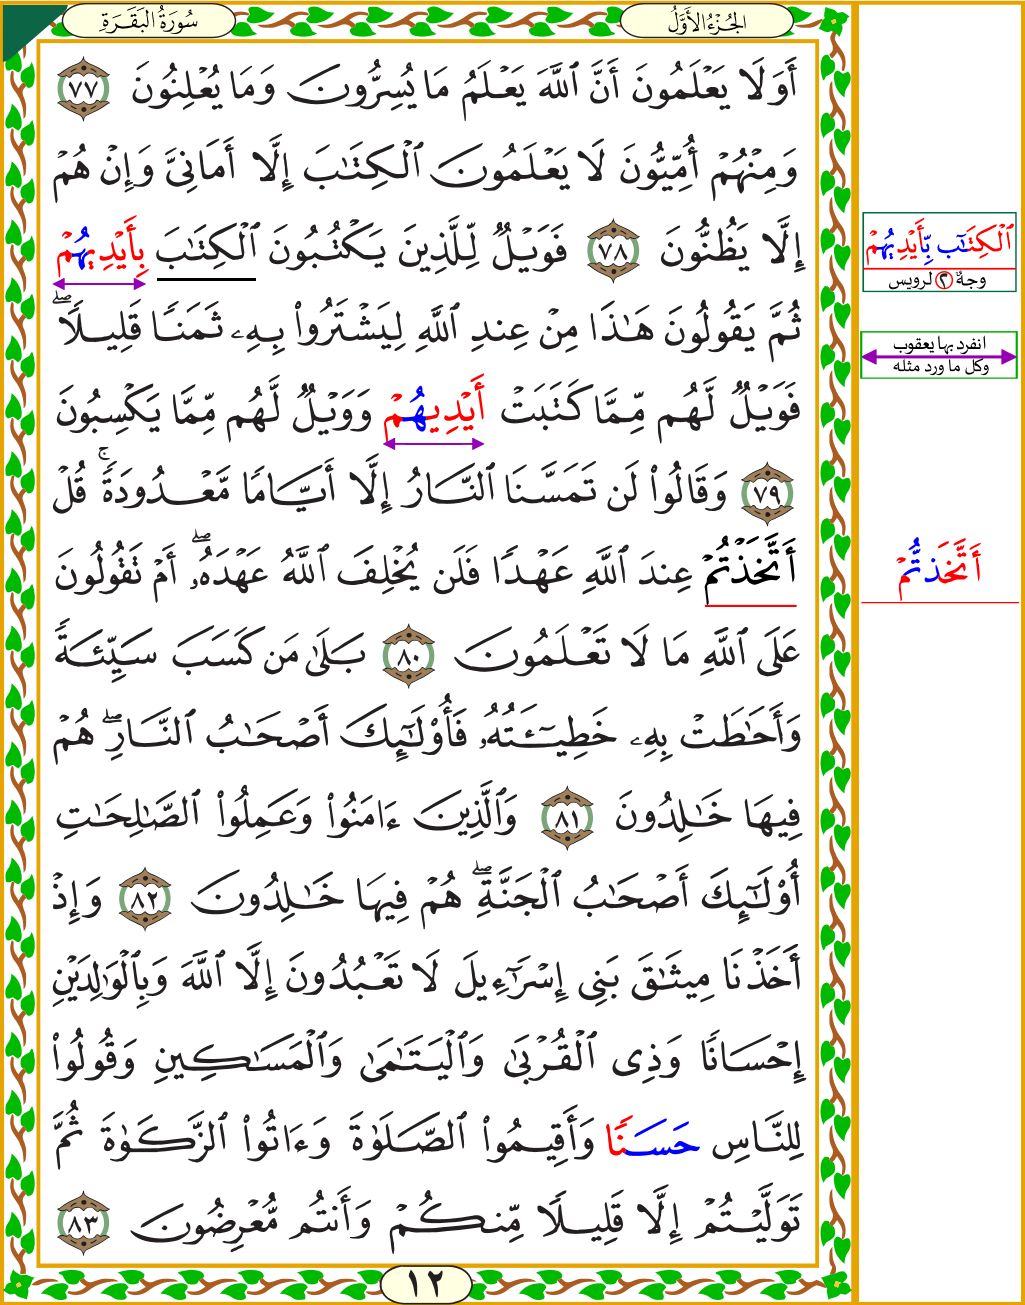 سُورَةُ البَقَرَةِ
الجُزْءُ الأَوَّلُ
أَوَلَا يَعْلَمُونَ أَنَّ ٱللَّهَ يَعْلَمُ مَا يُسِرُّونَ وَمَا يُعْلِنُونَ ٧٧
وَمِنْهُمْ أُمِّيُّونَ لَا يَعْلَمُونَ ٱلْكِتَٰبَ إِلَّا أَمَانِيَّ وَإِنْ هُمْ
إِلَّا يَظُنُّونَ ٧٨ فَوَيْلٌ لِّلَّذِينَ يَكْتُبُونَ ٱلْكِتَٰبَ بِأَيْدِيهُمْ
ثُمَّ يَقُولُونَ هَٰذَا مِنْ عِندِ ٱللَّهِ لِيَشْتَرُوا۟ بِهِۦ ثَمَنًا قَلِيلًا ۖ
فَوَيْلٌ لَّهُم مِّمَّا كَتَبَتْ أَيْدِيهُمْ وَوَيْلٌ لَّهُم مِّمَّا يَكْسِبُونَ
٧٩ وَقَالُوا۟ لَن تَمَسَّنَا ٱلنَّارُ إِلَّا أَيَّامًا مَّعْدُودَةً ۚ قُلْ
أَتَّخَذْتُمْ عِندَ ٱللَّهِ عَهْدًا فَلَن يُخْلِفَ ٱللَّهُ عَهْدَهُۥ ۖ أَمْ تَقُولُونَ
عَلَى ٱللَّهِ مَا لَا تَعْلَمُونَ ٨٠ بَلَىٰ مَن كَسَبَ سَيِّئَةً
وَأَحَٰطَتْ بِهِۦ خَطِيـَٔتُهُۥ فَأُو۟لَٰٓئِكَ أَصْحَٰبُ ٱلنَّارِ ۖ هُمْ
فِيهَا خَٰلِدُونَ ٨١ وَٱلَّذِينَ ءَامَنُوا۟ وَعَمِلُوا۟ ٱلصَّٰلِحَٰتِ
أُو۟لَٰٓئِكَ أَصْحَٰبُ ٱلْجَنَّةِ ۖ هُمْ فِيهَا خَٰلِدُونَ ٨٢ وَإِذْ
أَخَذْنَا مِيثَٰقَ بَنِي إِسْرَٰٓءِيلَ لَا تَعْبُدُونَ إِلَّا ٱللَّهَ وَبِٱلْوَٰلِدَيْنِ
إِحْسَانًا وَذِي ٱلْقُرْبَىٰ وَٱلْيَتَٰمَىٰ وَٱلْمَسَٰكِينِ وَقُولُوا۟
لِلنَّاسِ حَسَنًا وَأَقِيمُوا۟ ٱلصَّلَوٰةَ وَءَاتُوا۟ ٱلزَّكَوٰةَ ثُمَّ
تَوَلَّيْتُمْ إِلَّا قَلِيلًا مِّنكُمْ وَأَنتُم مُّعْرِضُونَ ٨٣
١٢
ٱلْكِتَٰب بِّأَيْدِيهُمْ
وجهٌ ٢ لرويس
انفرد بها يعقوب
وكل ما ورد مثله
أَتَّخَذتُّمْ